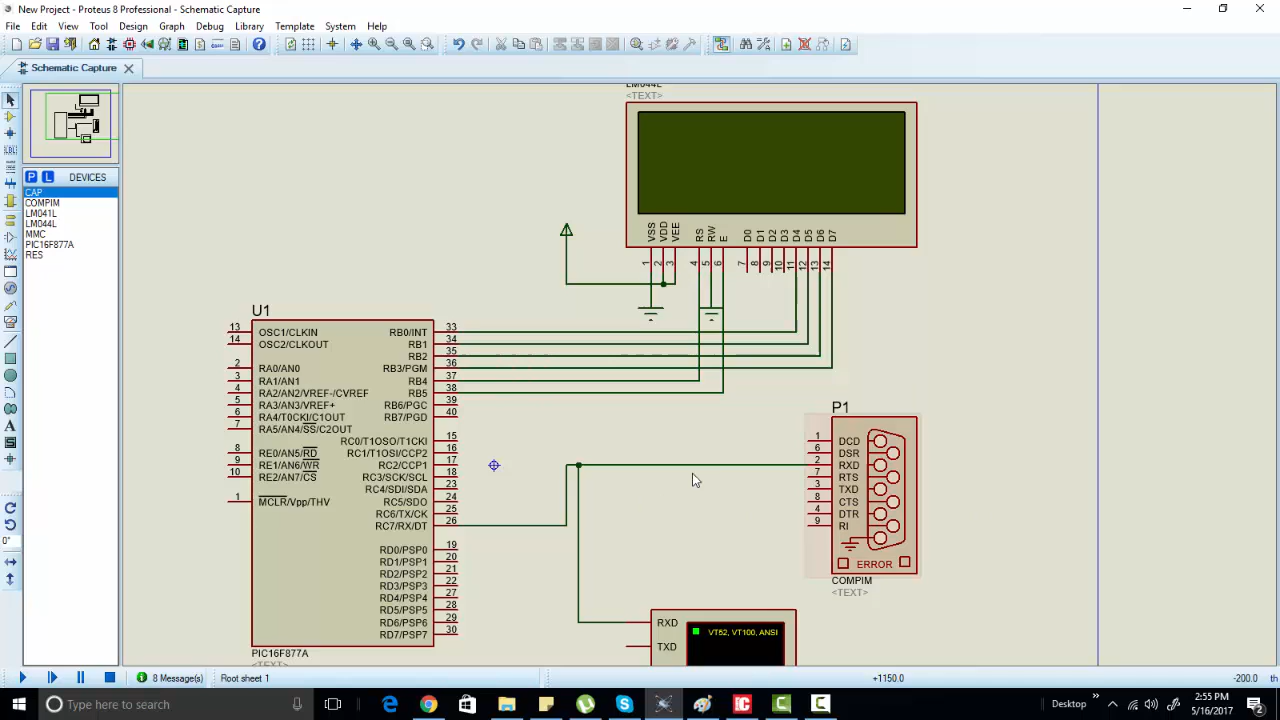 New Project - Proteus 8 Professional - Schematic Capture
File Edit View Tool Design Graph Debug Library Template System Help
Schematic Capture
P L DEVICES
CAP
COMPIM
LM041L
LM044L
MMC
PIC16F877A
RES
LM044L
<TEXT>
VSS VDD VEE RS RW E D0 D1 D2 D3 D4 D5 D6 D7
1 2 3 4 5 6 7 8 9 10 11 12 13 14
U1
13 OSC1/CLKIN RB0/INT 33
14 OSC2/CLKOUT RB1 34
RB2 35
2 RA0/AN0 RB3/PGM 36
3 RA1/AN1 RB4 37
4 RA2/AN2/VREF-/CVREF RB5 38
5 RA3/AN3/VREF+ RB6/PGC 39
6 RA4/T0CKI/C1OUT RB7/PGD 40
7 RA5/AN4/SS/C2OUT
RC0/T1OSO/T1CKI 15
8 RE0/AN5/RD RC1/T1OSI/CCP2 16
9 RE1/AN6/WR RC2/CCP1 17
10 RE2/AN7/CS RC3/SCK/SCL 18
RC4/SDI/SDA 23
1 MCLR/Vpp/THV RC5/SDO 24
RC6/TX/CK 25
RC7/RX/DT 26
RD0/PSP0 19
RD1/PSP1 20
RD2/PSP2 21
RD3/PSP3 22
RD4/PSP4 27
RD5/PSP5 28
RD6/PSP6 29
RD7/PSP7 30
PIC16F877A
<TEXT>
P1
1 DCD
6 DSR
2 RXD
7 RTS
3 TXD
8 CTS
4 DTR
9 RI
ERROR
COMPIM
<TEXT>
RXD VT52, VT100, ANSI
TXD
0°
8 Message(s) Root sheet 1 +1150.0 -200.0 th
Type here to search
Desktop
2:55 PM
5/16/2017